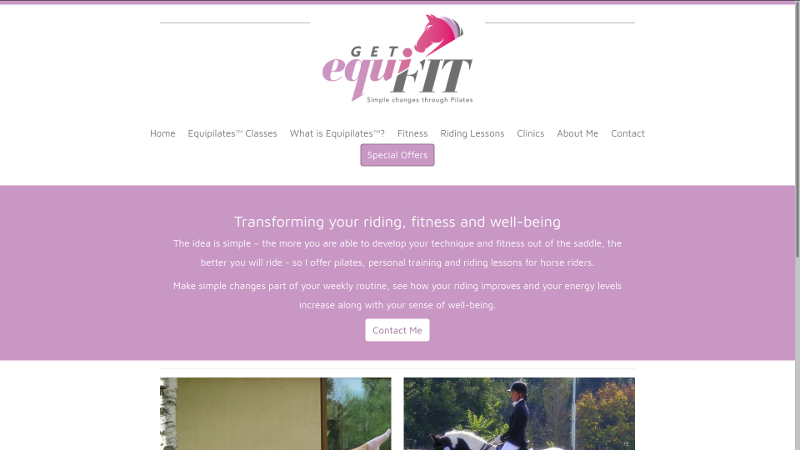 GET
equiFIT
Simple changes through Pilates
Home Equipilates™ Classes What is Equipilates™? Fitness Riding Lessons Clinics About Me Contact
Special Offers
Transforming your riding, fitness and well-being
The idea is simple – the more you are able to develop your technique and fitness out of the saddle, the
better you will ride - so I offer pilates, personal training and riding lessons for horse riders.
Make simple changes part of your weekly routine, see how your riding improves and your energy levels
increase along with your sense of well-being.
Contact Me